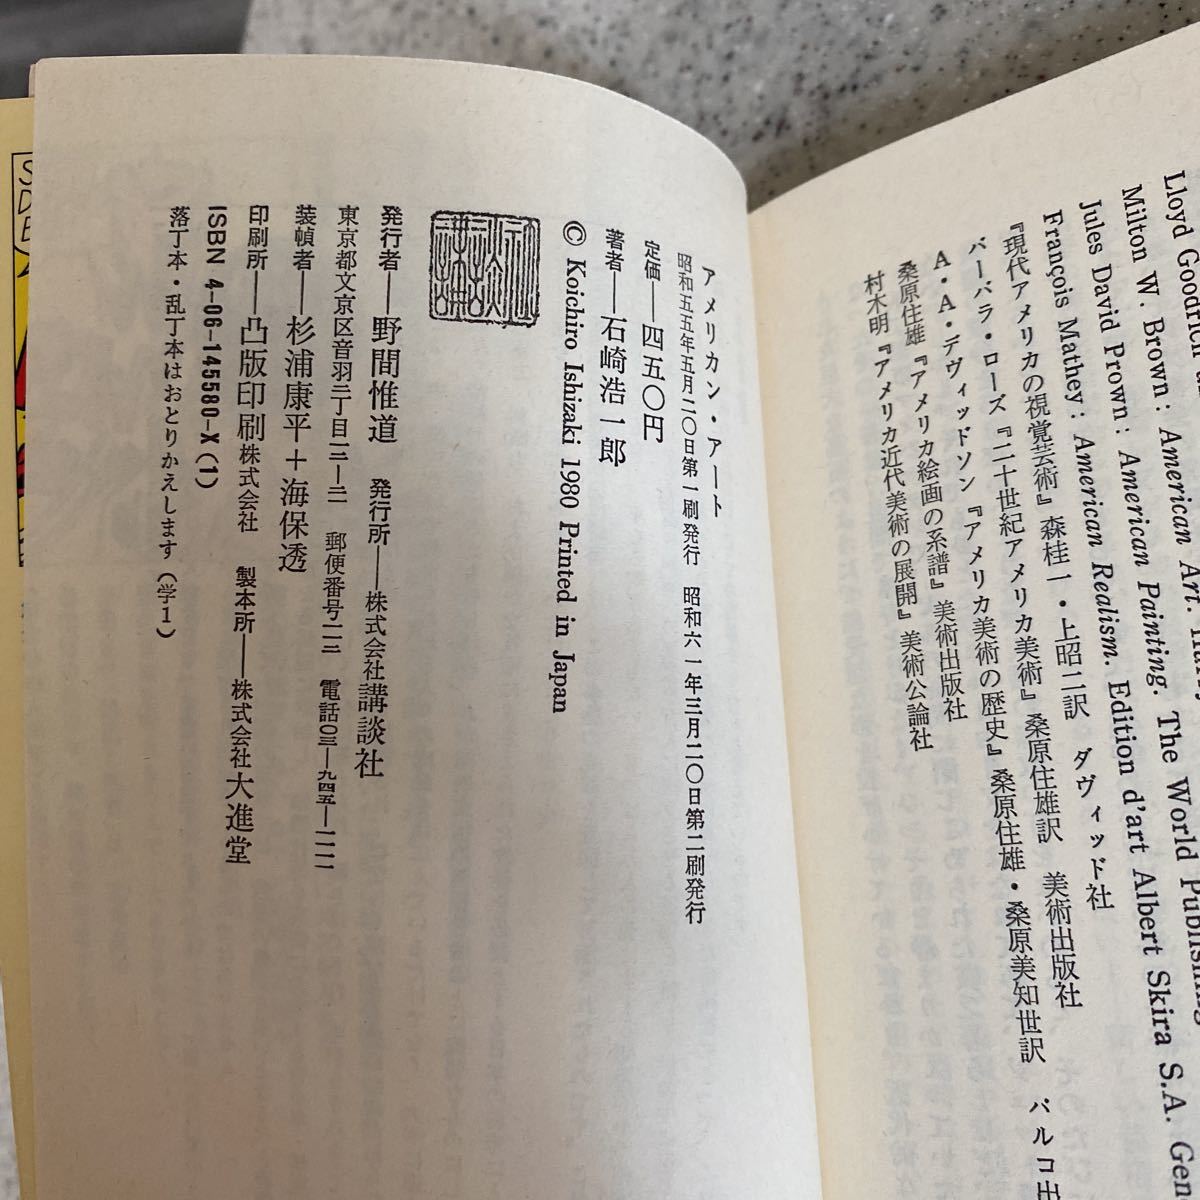 Lloyd Goodrich
Milton W. Brown: American Art.
Jules David Prown: American Painting. The World Publishing
François Mathey: American Realism. Edition d'art Albert Skira S.A. Gen
『現代アメリカの視覚芸術』森桂一・上昭二訳 ダヴィッド社
バーバラ・ローズ『二十世紀アメリカ美術』桑原住雄訳 美術出版社
A・A・デヴィッドソン『アメリカ美術の歴史』桑原住雄・桑原美知世訳 パルコ出
桑原住雄『アメリカ絵画の系譜』美術出版社
村木明『アメリカ近代美術の展開』美術公論社
アメリカン・アート
昭和五五年五月二〇日第一刷発行 昭和六一年三月二〇日第二刷発行
定価―四五〇円
著者―石崎浩一郎
© Koichiro Ishizaki 1980 Printed in Japan
発行者―野間惟道 発行所―株式会社講談社
東京都文京区音羽二丁目一二―二一 郵便番号一一二 電話〇三―九四五―一一一一
装幀者―杉浦康平+海保透
印刷所―凸版印刷株式会社 製本所―株式会社大進堂
ISBN 4-06-145580-X (1)
落丁本・乱丁本はおとりかえします (学1)